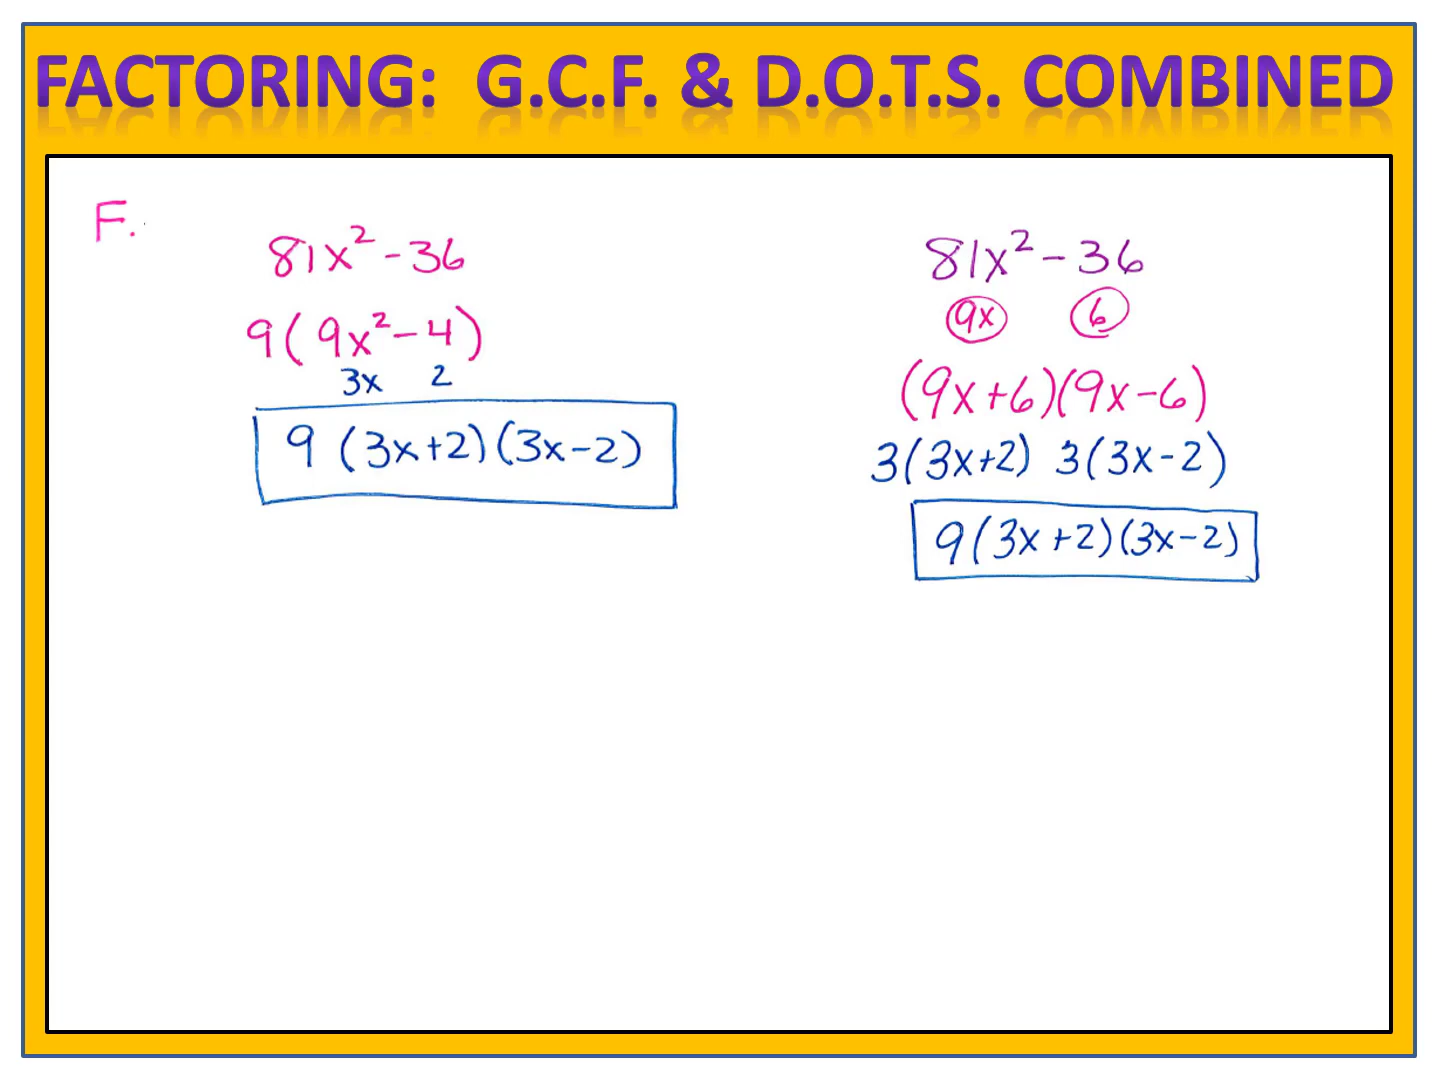 FACTORING: G.C.F. & D.O.T.S. COMBINED
F.
81x² - 36
9(9x² - 4)
3x 2
9(3x+2)(3x-2)
81x² - 36
9x 6
(9x+6)(9x-6)
3(3x+2) 3(3x-2)
9(3x+2)(3x-2)